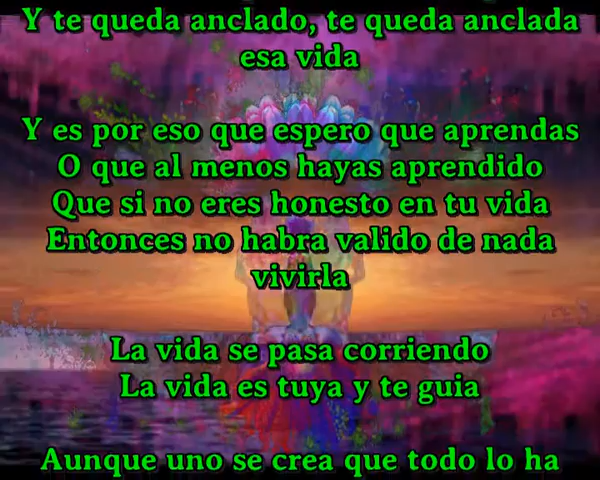 Y te queda anclado, te queda anclada
esa vida
Y es por eso que espero que aprendas
O que al menos hayas aprendido
Que si no eres honesto en tu vida
Entonces no habra valido de nada
vivirla
La vida se pasa corriendo
La vida es tuya y te guia
Aunque uno se crea que todo lo ha